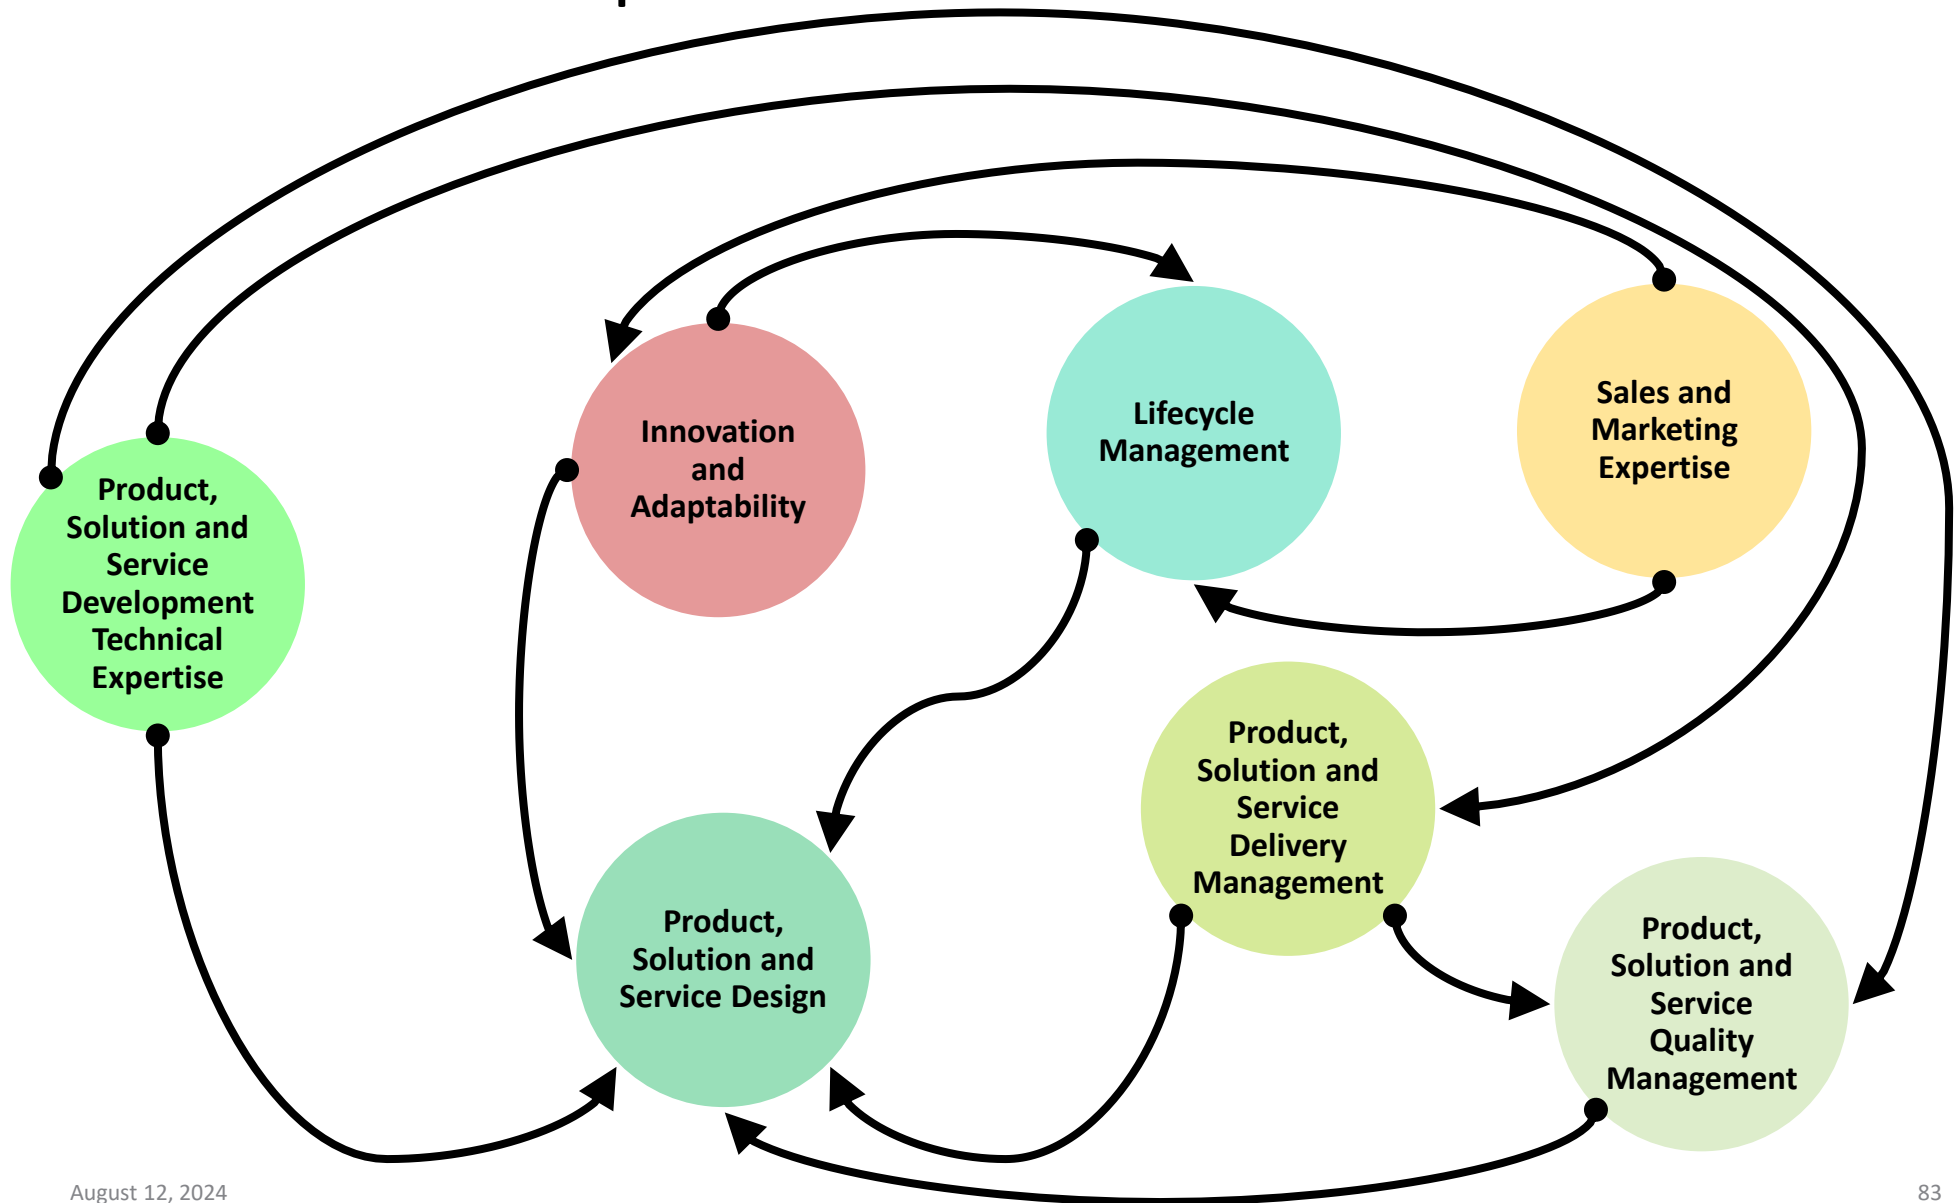 Innovation
and
Adaptability
Lifecycle
Management
Sales and
Marketing
Expertise
Product,
Solution and
Service
Development
Technical
Expertise
Product,
Solution and
Service
Delivery
Management
Product,
Solution and
Service Design
Product,
Solution and
Service
Quality
Management
August 12, 2024
83